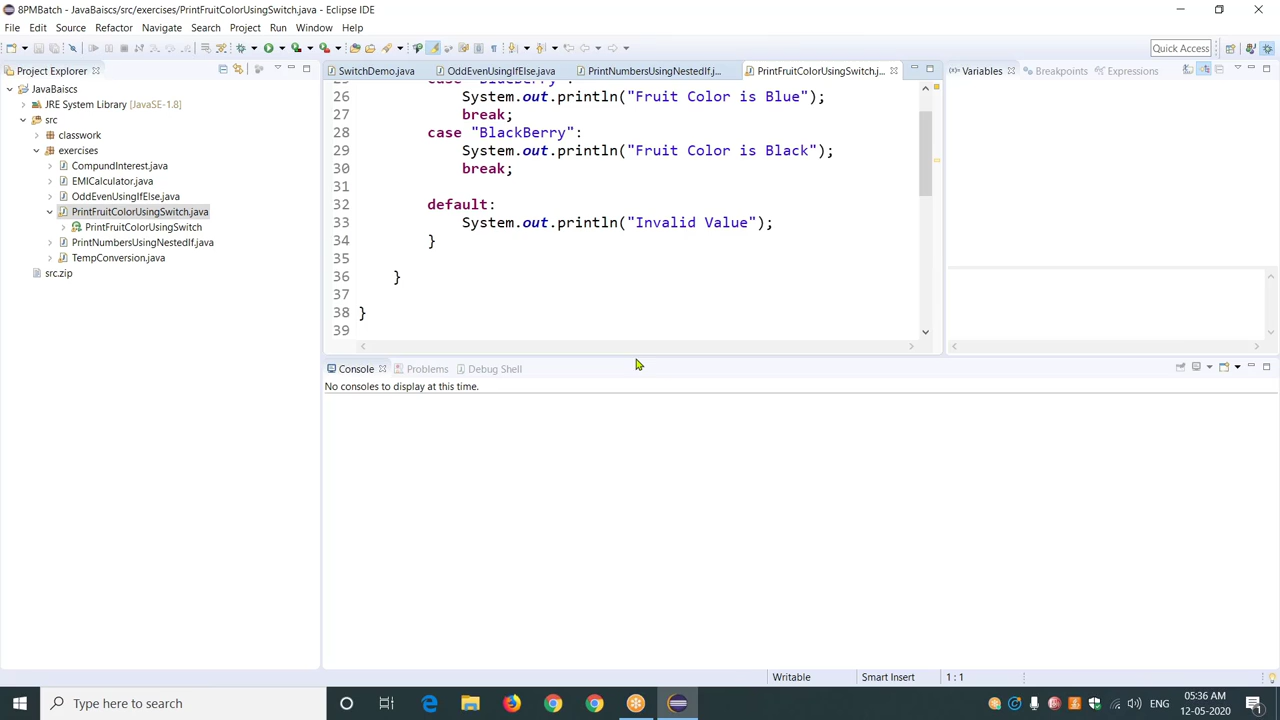 8PMBatch - JavaBaiscs/src/exercises/PrintFruitColorUsingSwitch.java - Eclipse IDE
File Edit Source Refactor Navigate Search Project Run Window Help
Quick Access
Project Explorer
JavaBaiscs
JRE System Library [JavaSE-1.8]
src
classwork
exercises
CompundInterest.java
EMICalculator.java
OddEvenUsingIfElse.java
PrintFruitColorUsingSwitch.java
PrintFruitColorUsingSwitch
PrintNumbersUsingNestedIf.java
TempConversion.java
src.zip
SwitchDemo.java OddEvenUsingIfElse.java PrintNumbersUsingNestedIf.j... PrintFruitColorUsingSwitch.j...
26 System.out.println("Fruit Color is Blue");
27 break;
28 case "BlackBerry":
29 System.out.println("Fruit Color is Black");
30 break;
31
32 default:
33 System.out.println("Invalid Value");
34 }
35
36 }
37
38 }
39
Variables Breakpoints Expressions
Console Problems Debug Shell
No consoles to display at this time.
Writable Smart Insert 1 : 1
Type here to search
ENG
05:36 AM
12-05-2020
1